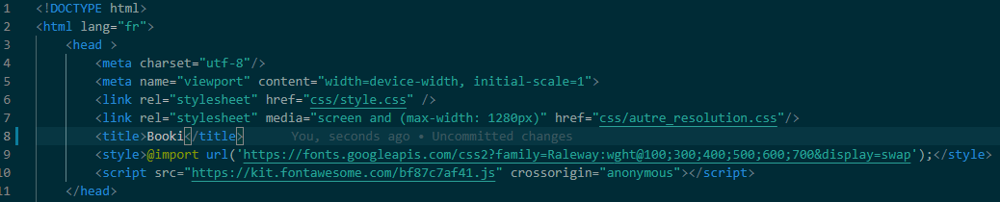 1 <!DOCTYPE html>
2 <html lang="fr">
3 <head >
4 <meta charset="utf-8"/>
5 <meta name="viewport" content="width=device-width, initial-scale=1">
6 <link rel="stylesheet" href="css/style.css" />
7 <link rel="stylesheet" media="screen and (max-width: 1280px)" href="css/autre_resolution.css"/>
8 <title>Booki</title> You, seconds ago • Uncommitted changes
9 <style>@import url('https://fonts.googleapis.com/css2?family=Raleway:wght@100;300;400;500;600;700&display=swap');</style>
10 <script src="https://kit.fontawesome.com/bf87c7af41.js" crossorigin="anonymous"></script>
11 </head>